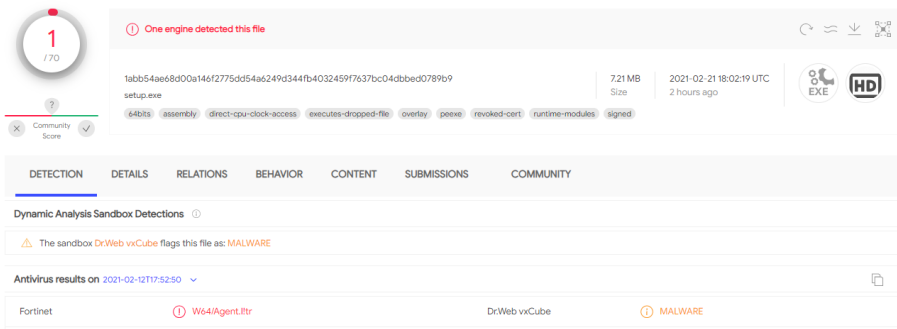 1
/ 70
?
Community
Score
One engine detected this file
1abb54ae68d00a146f2775dd54a6249d344fb4032459f7637bc04dbbed0789b9
setup.exe
7.21 MB
Size
2021-02-21 18:02:19 UTC
2 hours ago
EXE
HD
64bits assembly direct-cpu-clock-access executes-dropped-file overlay peexe revoked-cert runtime-modules signed
DETECTION DETAILS RELATIONS BEHAVIOR CONTENT SUBMISSIONS COMMUNITY
Dynamic Analysis Sandbox Detections
The sandbox Dr.Web vxCube flags this file as: MALWARE
Antivirus results on 2021-02-12T17:52:50
Fortinet W64/Agent.I!tr Dr.Web vxCube MALWARE